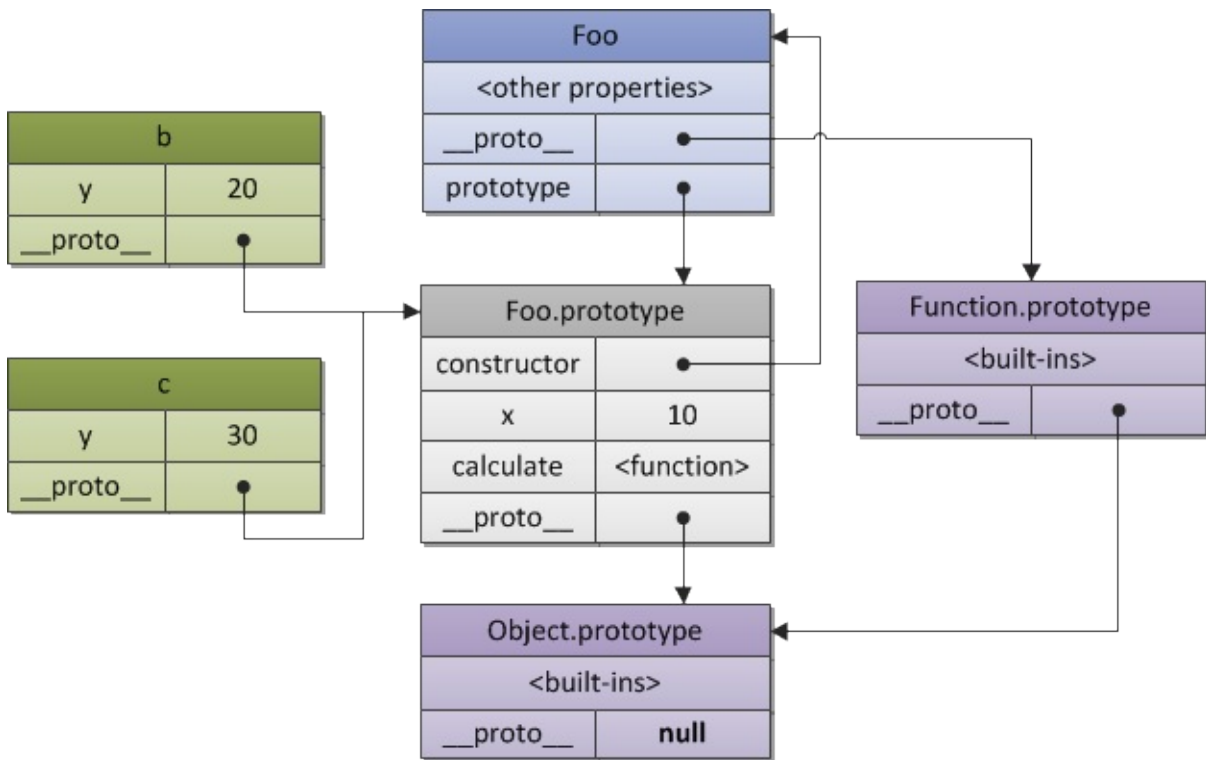 Foo
<other properties>
__proto__
prototype
b
y 20
__proto__
c
y 30
__proto__
Foo.prototype
constructor
x 10
calculate <function>
__proto__
Function.prototype
<built-ins>
__proto__
Object.prototype
<built-ins>
__proto__ null